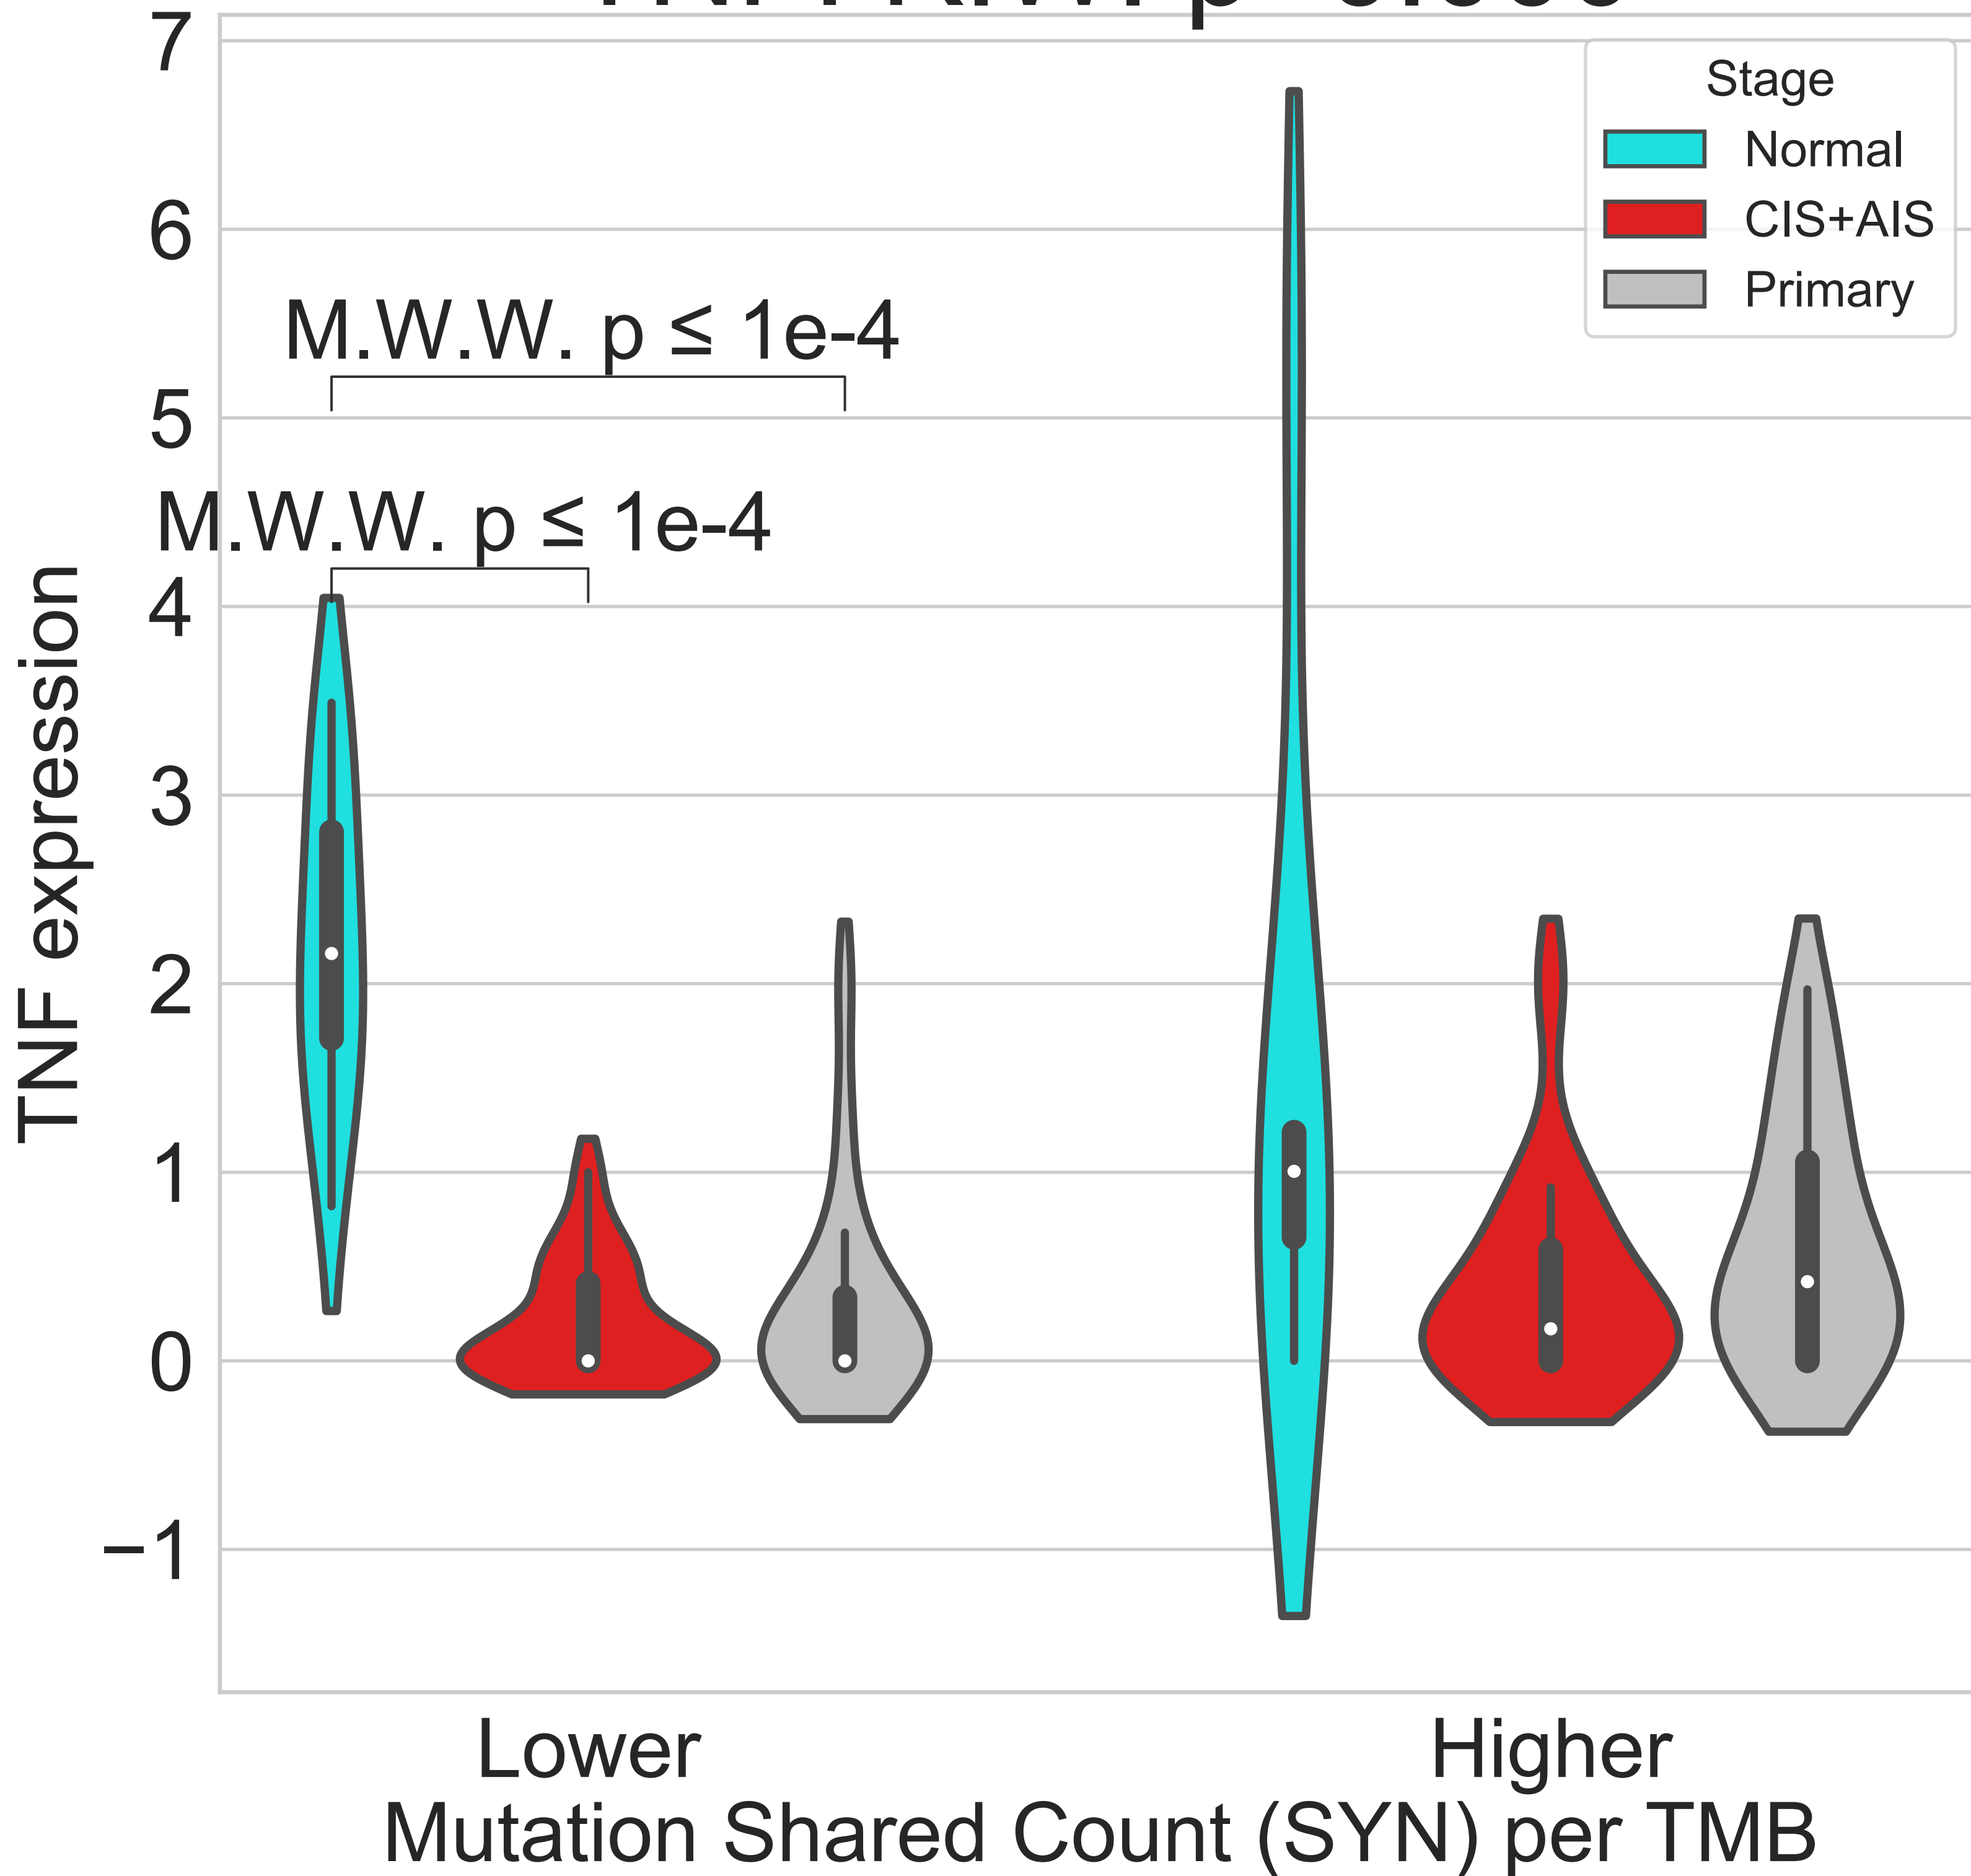 7
6
5
4
3
2
1
0
−1
TNF expression
Stage
Normal
CIS+AIS
Primary
M.W.W. p ≤ 1e-4
M.W.W. p ≤ 1e-4
Lower
Higher
Mutation Shared Count (SYN) per TMB